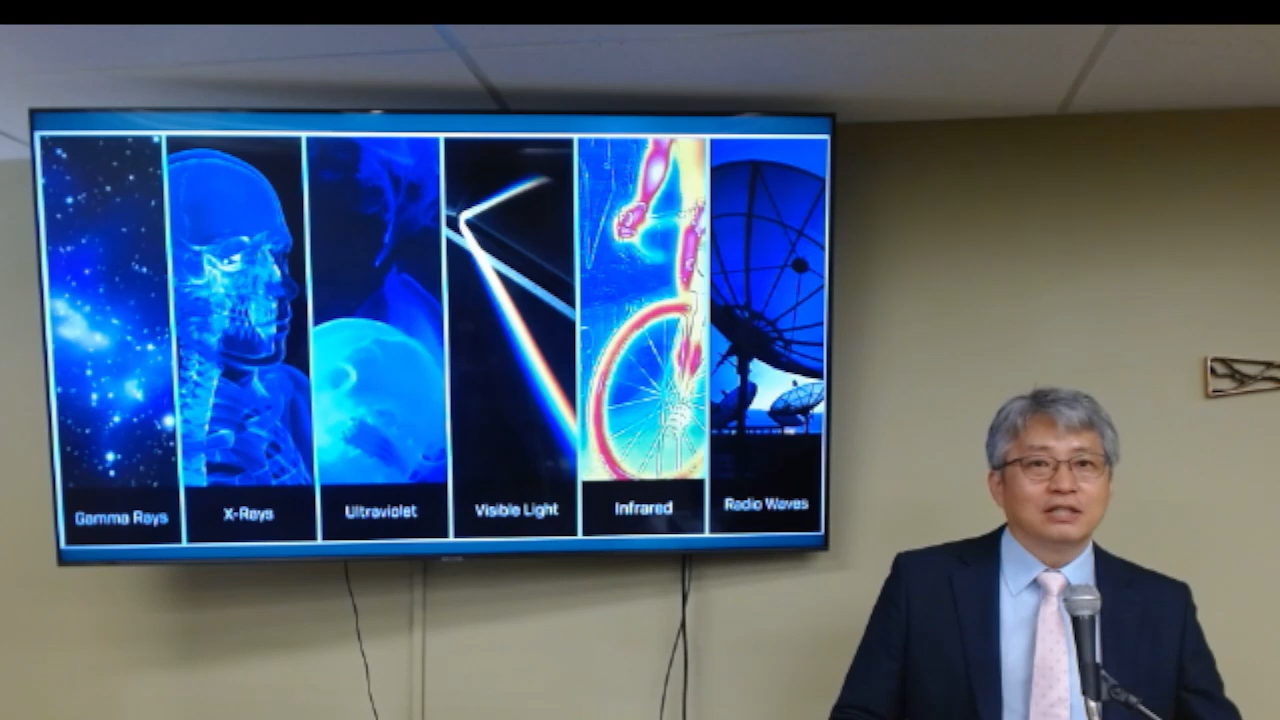 Gamma Rays
X-Rays
Ultraviolet
Visible Light
Infrared
Radio Waves